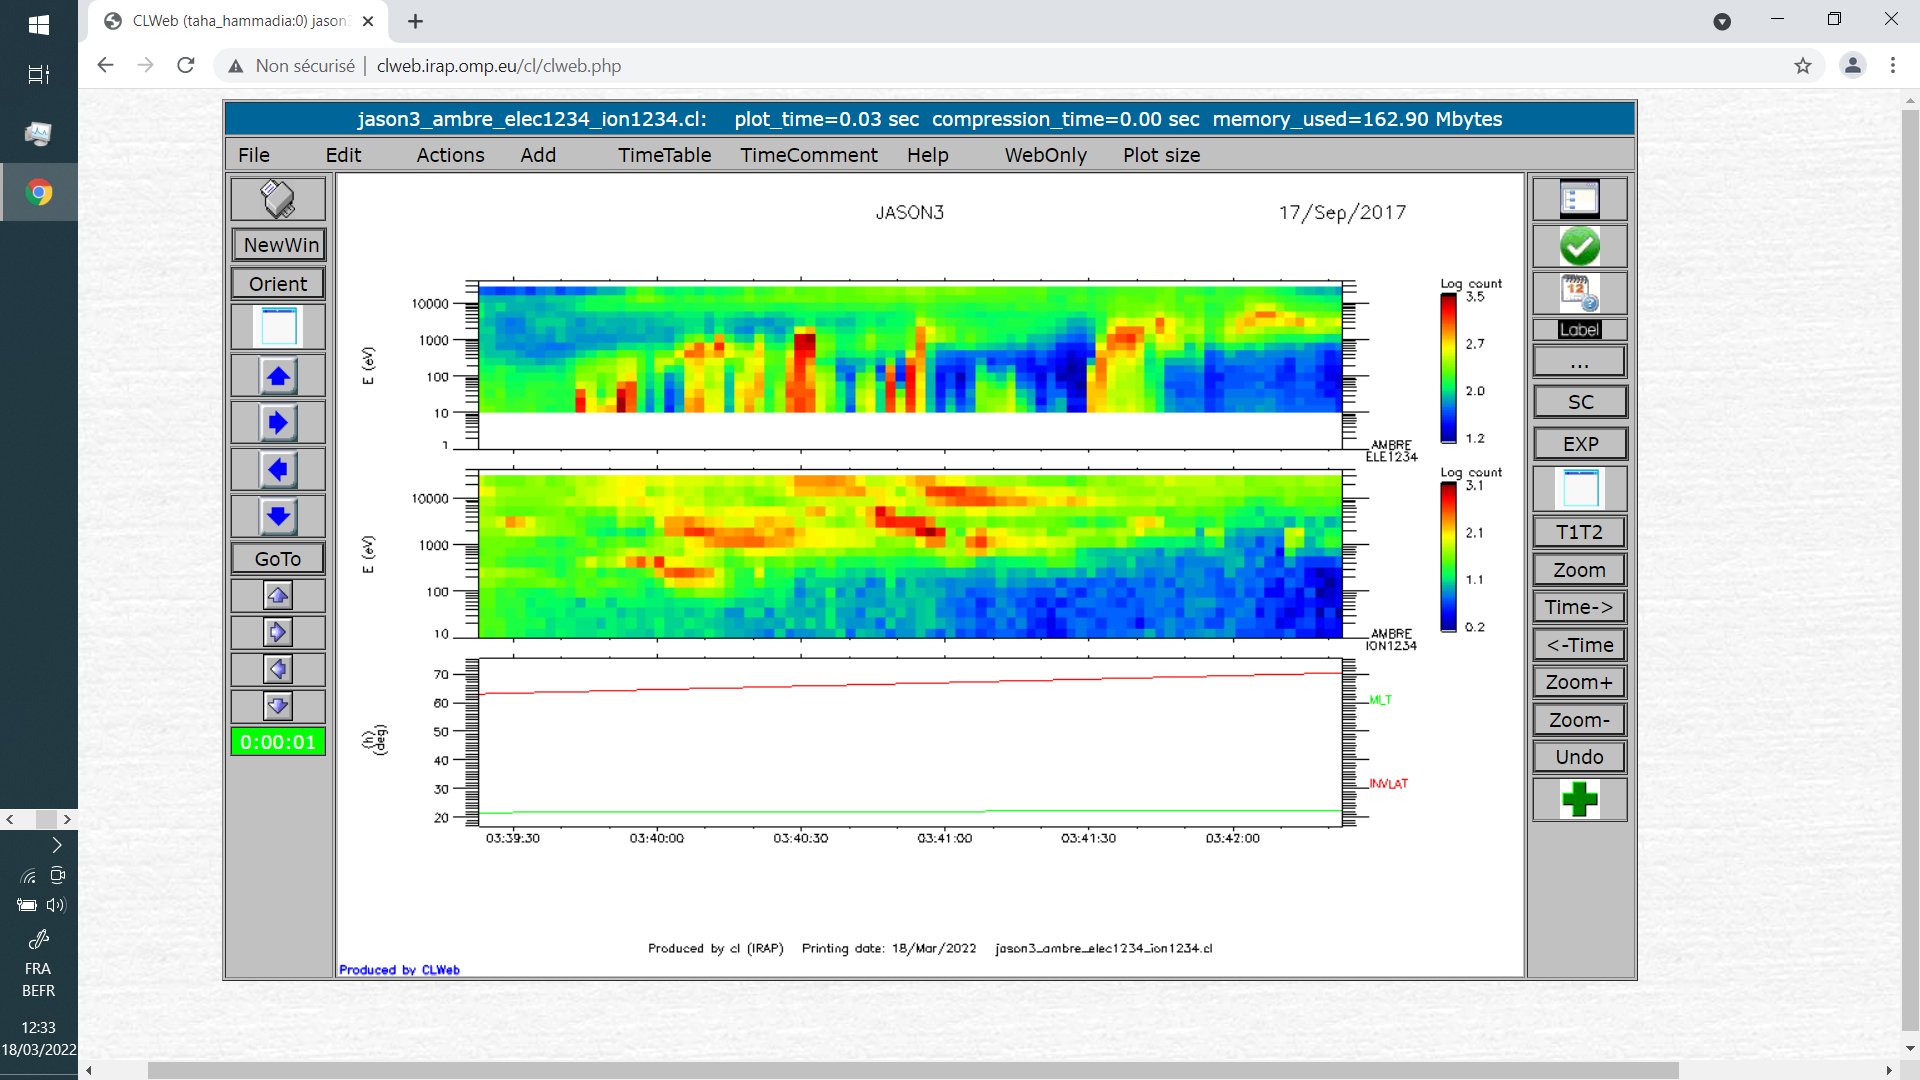 CLWeb (taha_hammadia:0) jason3
Non sécurisé | clweb.irap.omp.eu/cl/clweb.php
jason3_ambre_elec1234_ion1234.cl: plot_time=0.03 sec compression_time=0.00 sec memory_used=162.90 Mbytes
File Edit Actions Add TimeTable TimeComment Help WebOnly Plot size
NewWin
Orient
GoTo
0:00:01
JASON3 17/Sep/2017
Log count
3.5
2.7
2.0
1.2
10000
1000
100
10
1
E (eV)
AMBRE
ELE1234
Log count
3.1
2.1
1.1
0.2
10000
1000
100
10
E (eV)
AMBRE
ION1234
70
60
50
40
30
20
(h)
(deg)
MLT
INVLAT
03:39:30 03:40:00 03:40:30 03:41:00 03:41:30 03:42:00
Produced by cl (IRAP) Printing date: 18/Mar/2022 jason3_ambre_elec1234_ion1234.cl
Produced by CLWeb
12
Label
...
SC
EXP
T1T2
Zoom
Time->
<-Time
Zoom+
Zoom-
Undo
FRA
BEFR
12:33
18/03/2022